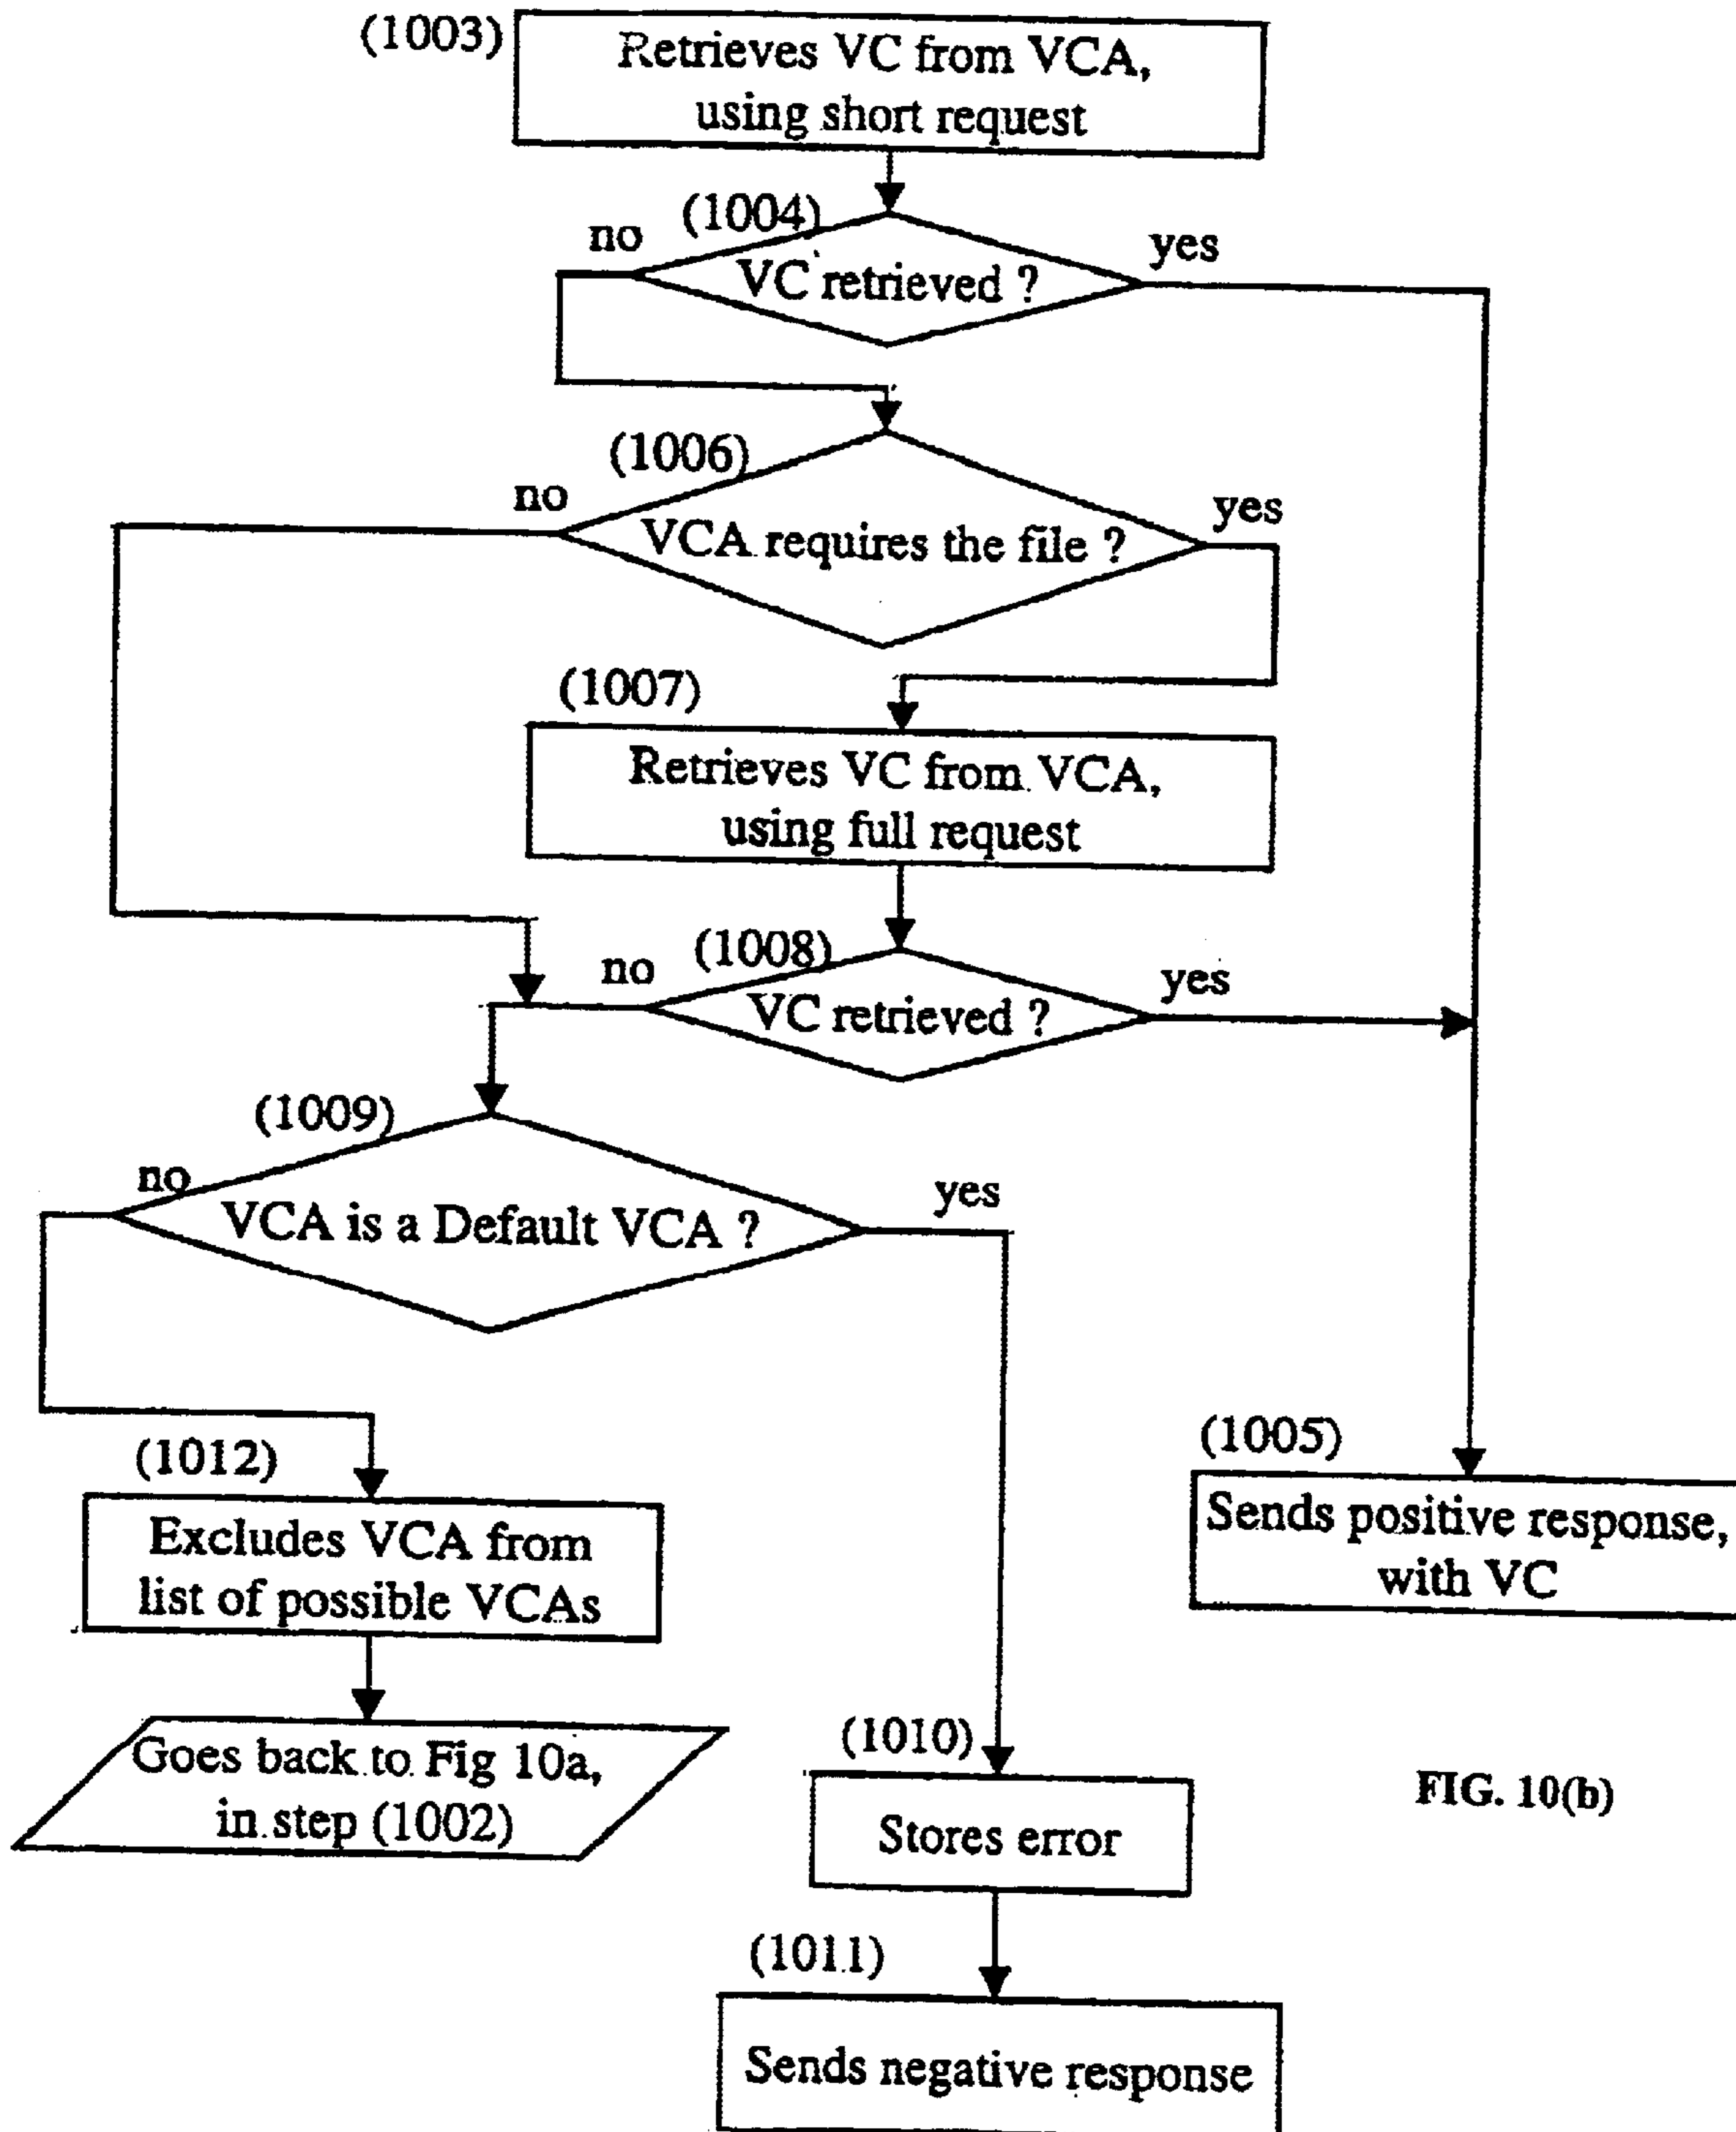 (1003)
Retrieves VC from VCA,
using short request
(1004)
no
yes
VC retrieved ?
(1006)
no
yes
VCA requires the file ?
(1007)
Retrieves VC from VCA,
using full request
(1008)
no
yes
VC retrieved ?
(1009)
no
yes
VCA is a Default VCA ?
(1012)
Excludes VCA from
list of possible VCAs
Goes back to Fig 10a,
in step (1002)
(1005)
Sends positive response,
with VC
(1010)
Stores error
(1011)
Sends negative response
FIG. 10(b)